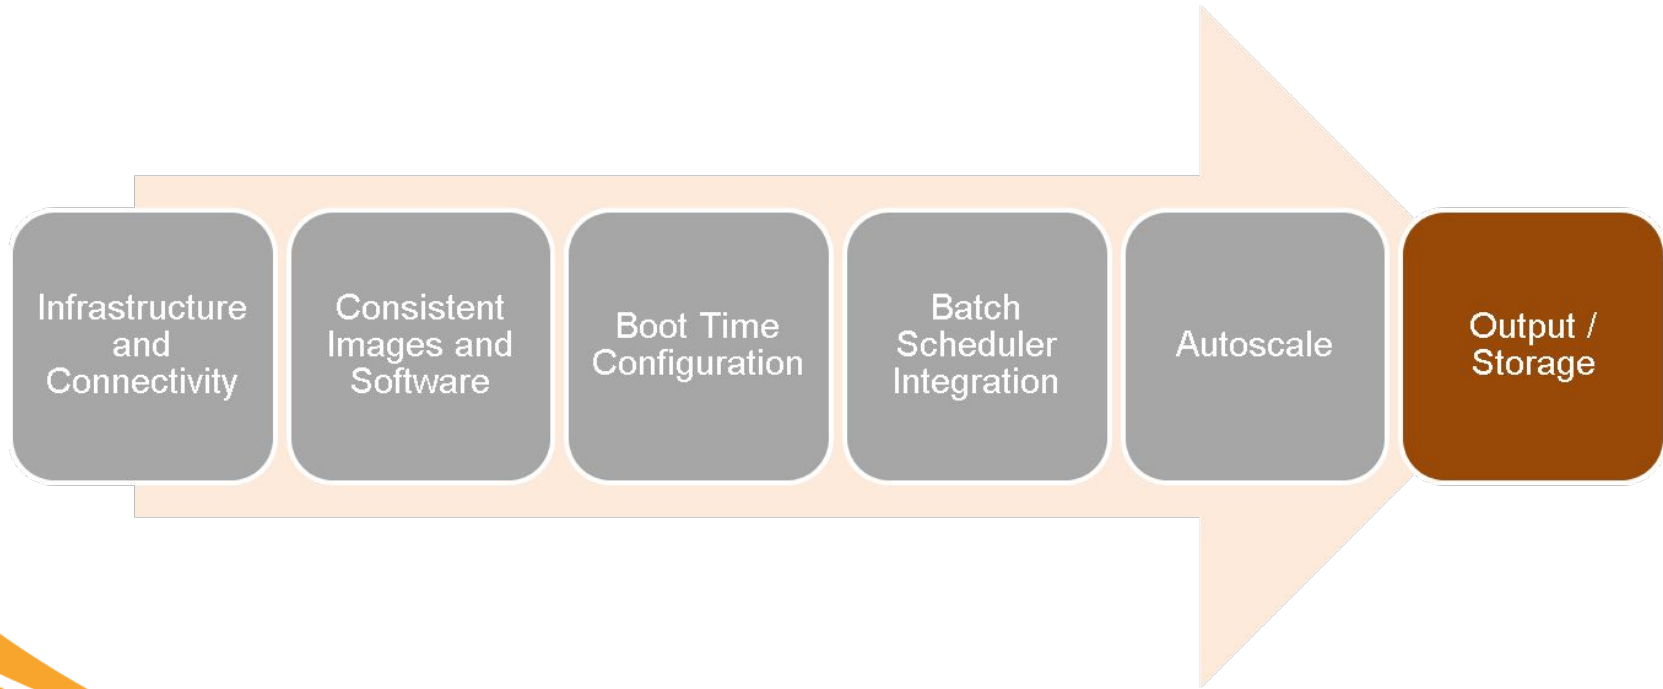 Infrastructure
and
Connectivity
Consistent
Images and
Software
Boot Time
Configuration
Batch
Scheduler
Integration
Autoscale
Output /
Storage